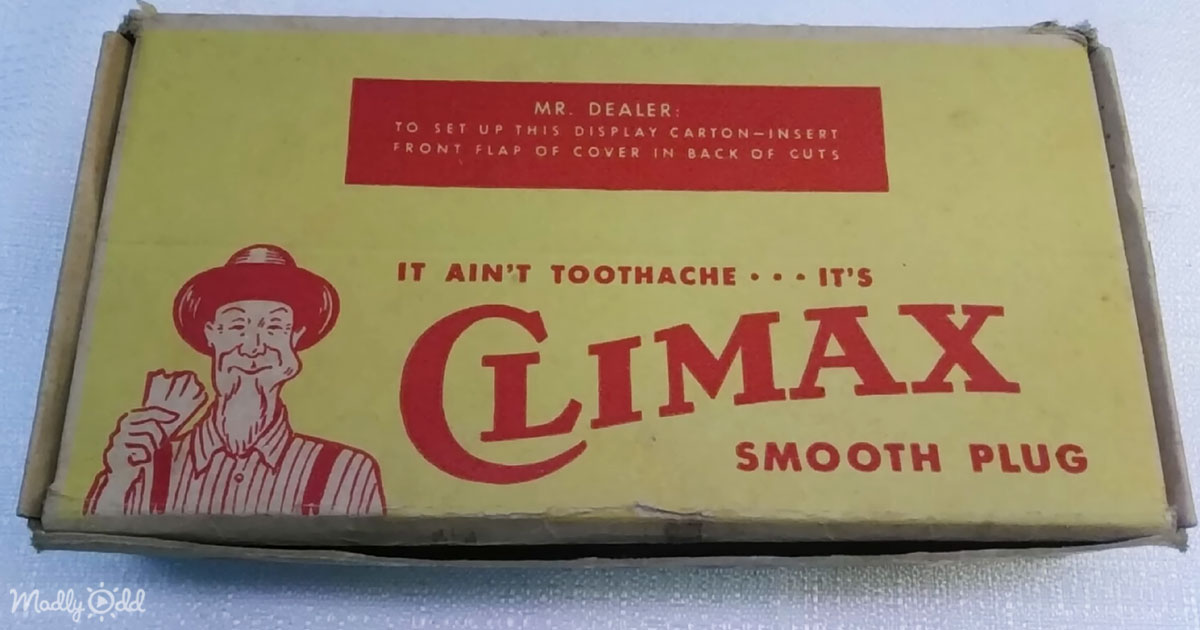 MR. DEALER:
TO SET UP THIS DISPLAY CARTON—INSERT
FRONT FLAP OF COVER IN BACK OF CUTS
IT AIN'T TOOTHACHE · · · IT'S
CLIMAX
SMOOTH PLUG
Madly Odd